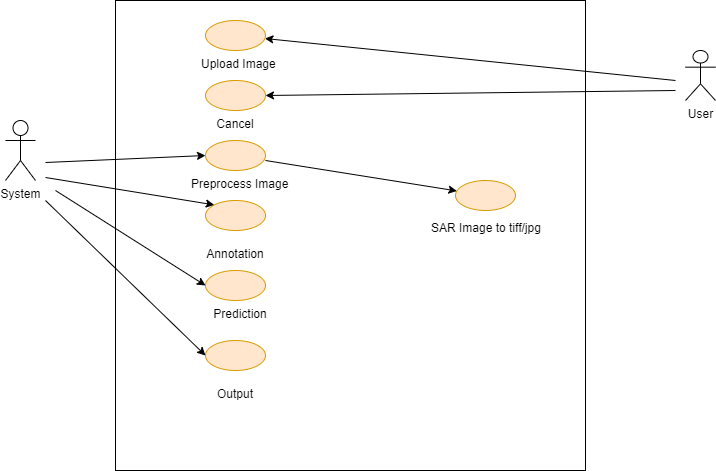 Upload Image
Cancel
User
Preprocess Image
System
SAR Image to tiff/jpg
Annotation
Prediction
Output